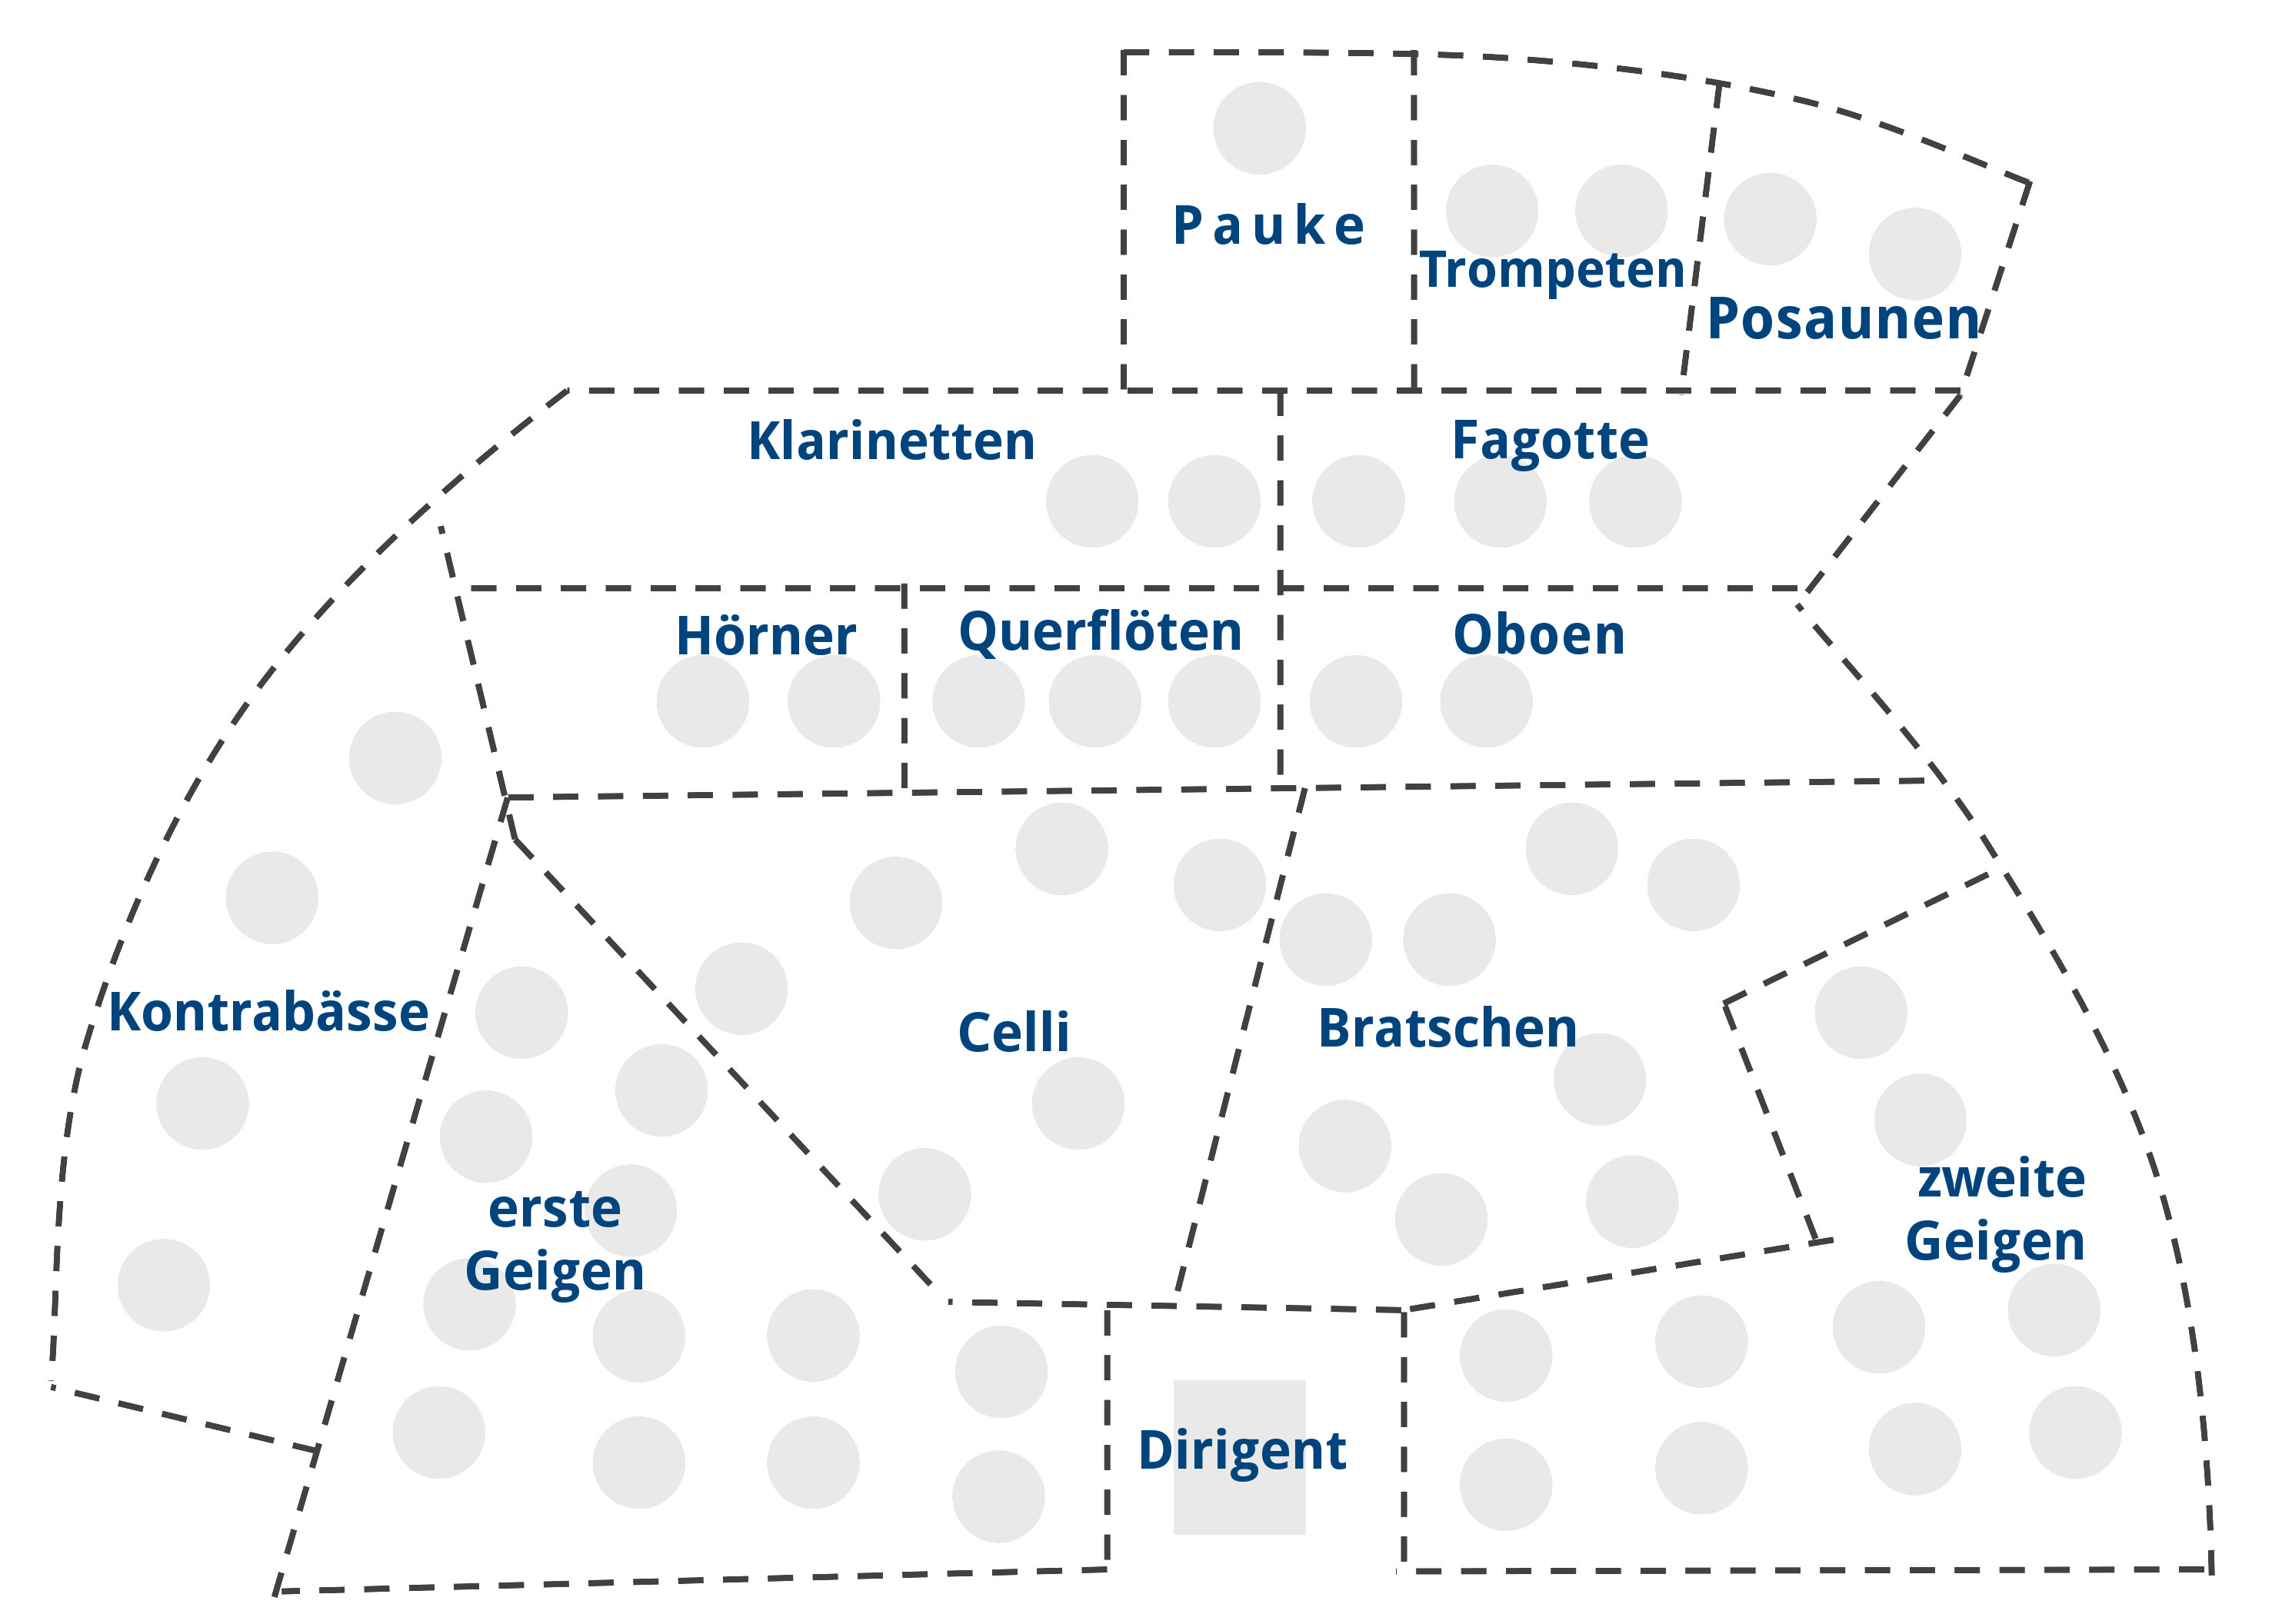 Pauke
Trompeten
Posaunen
Klarinetten
Fagotte
Hörner
Querflöten
Oboen
Kontrabässe
Celli
Bratschen
erste
Geigen
zweite
Geigen
Dirigent